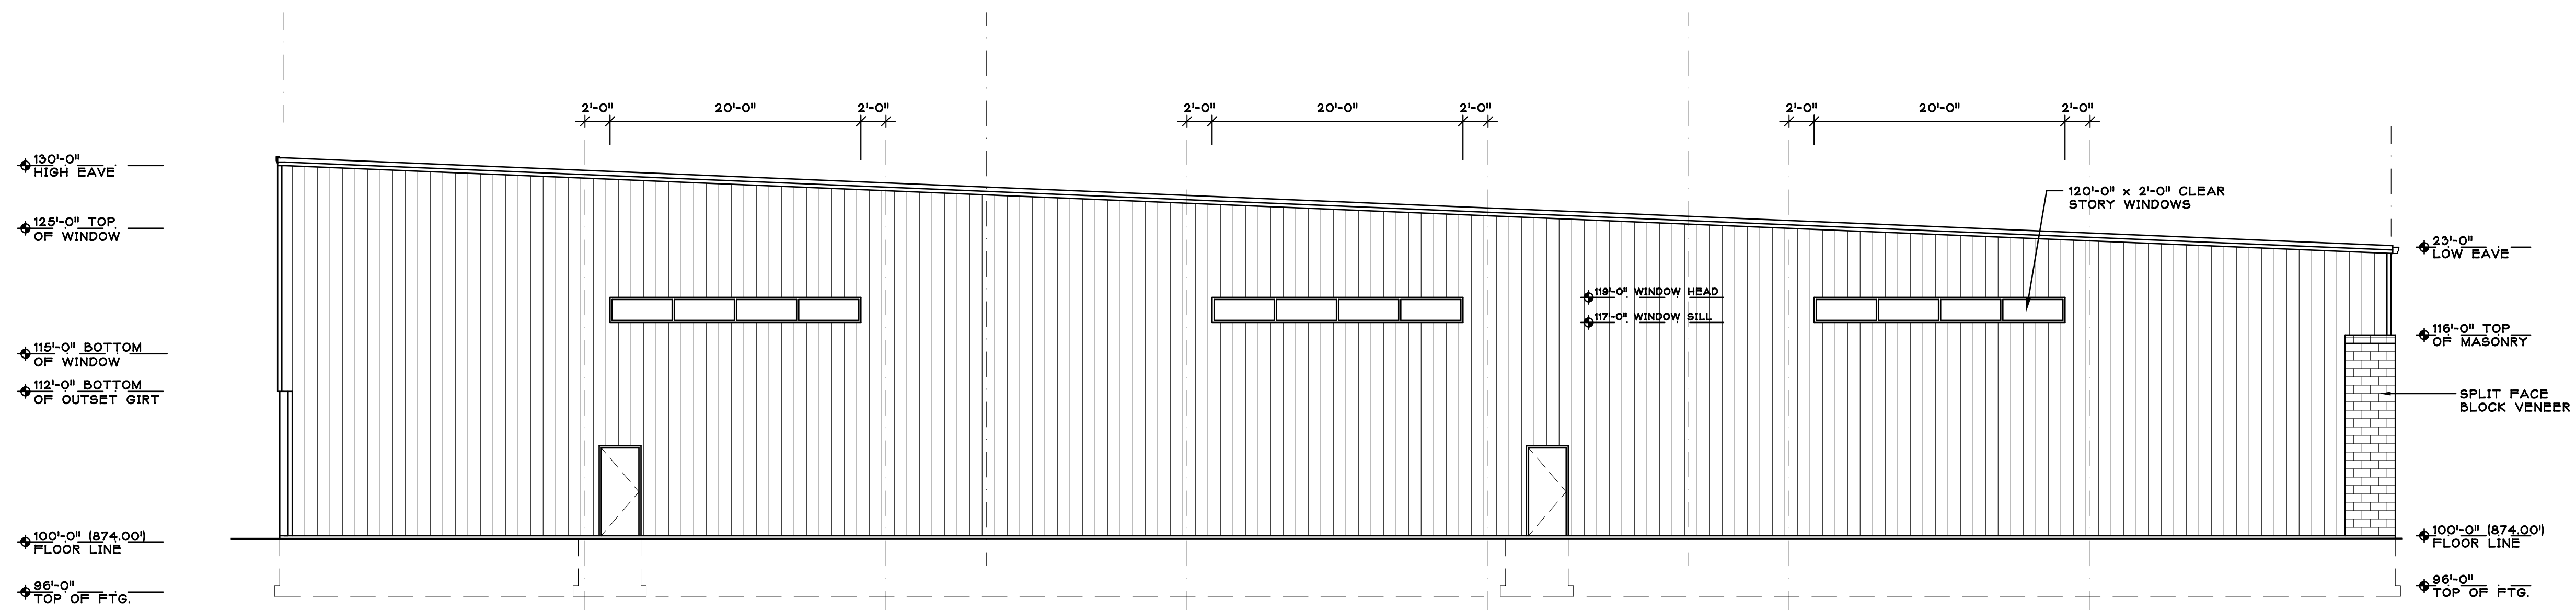 2'-0" 20'-0" 2'-0"
2'-0" 20'-0" 2'-0"
2'-0" 20'-0" 2'-0"
130'-0"
HIGH EAVE
125'-0" TOP
OF WINDOW
115'-0" BOTTOM
OF WINDOW
112'-0" BOTTOM
OF OUTSET GIRT
100'-0" (874.00')
FLOOR LINE
96'-0"
TOP OF FTG.
119'-0" WINDOW HEAD
117'-0" WINDOW SILL
120'-0" x 2'-0" CLEAR
STORY WINDOWS
23'-0"
LOW EAVE
116'-0" TOP
OF MASONRY
SPLIT FACE
BLOCK VENEER
100'-0" (874.00')
FLOOR LINE
96'-0"
TOP OF FTG.